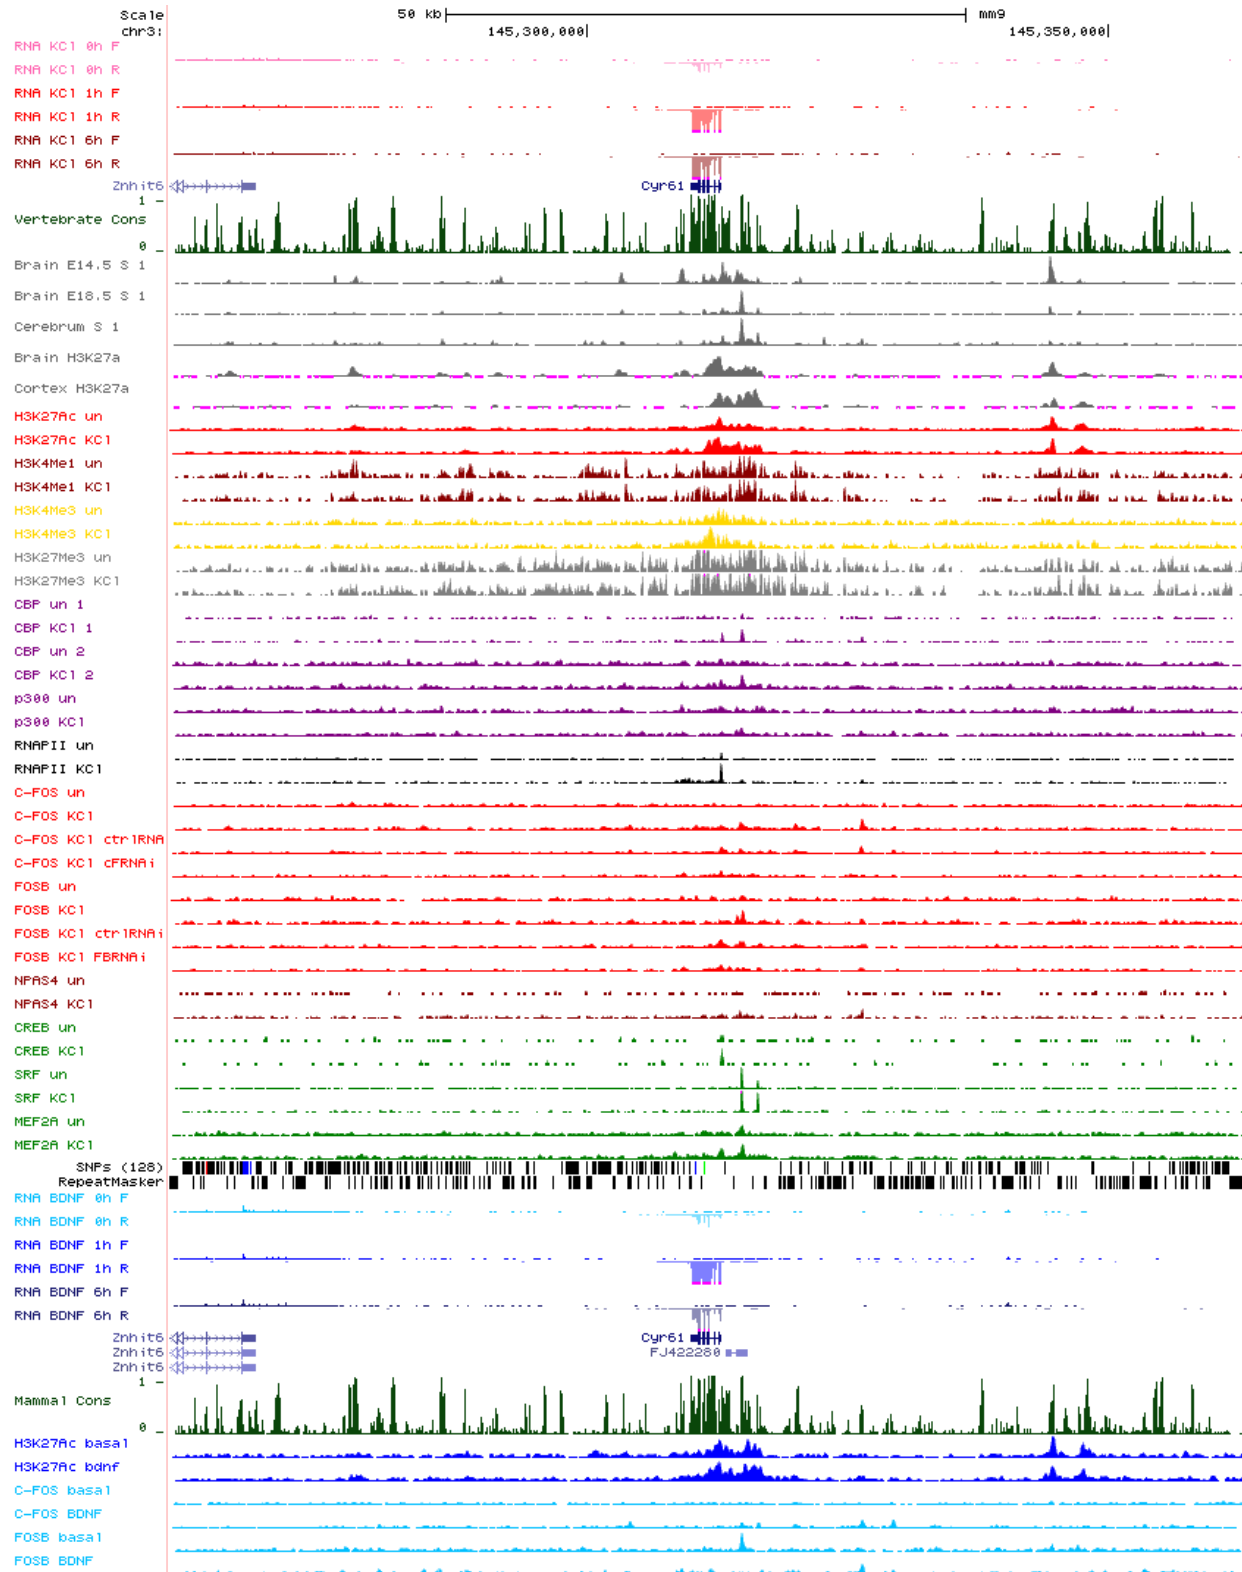 Scale 50 kb mm9
chr3: 145,300,000 145,350,000
RNA KCl 0h F
RNA KCl 0h R
RNA KCl 1h F
RNA KCl 1h R
RNA KCl 6h F
RNA KCl 6h R
Znhit6 Cyr61
1
Vertebrate Cons
0
Brain E14.5 S 1
Brain E18.5 S 1
Cerebrum S 1
Brain H3K27a
Cortex H3K27a
H3K27Ac un
H3K27Ac KCl
H3K4Me1 un
H3K4Me1 KCl
H3K4Me3 un
H3K4Me3 KCl
H3K27Me3 un
H3K27Me3 KCl
CBP un 1
CBP KCl 1
CBP un 2
CBP KCl 2
p300 un
p300 KCl
RNAPII un
RNAPII KCl
C-FOS un
C-FOS KCl
C-FOS KCl ctrlRNA
C-FOS KCl cFRNAi
FOSB un
FOSB KCl
FOSB KCl ctrlRNAi
FOSB KCl FBRNAi
NPAS4 un
NPAS4 KCl
CREB un
CREB KCl
SRF un
SRF KCl
MEF2A un
MEF2A KCl
SNPs (128)
RepeatMasker
RNA BDNF 0h F
RNA BDNF 0h R
RNA BDNF 1h F
RNA BDNF 1h R
RNA BDNF 6h F
RNA BDNF 6h R
Znhit6 Cyr61
Znhit6 FJ422280
Znhit6
1
Mammal Cons
0
H3K27Ac basal
H3K27Ac bdnf
C-FOS basal
C-FOS BDNF
FOSB basal
FOSB BDNF